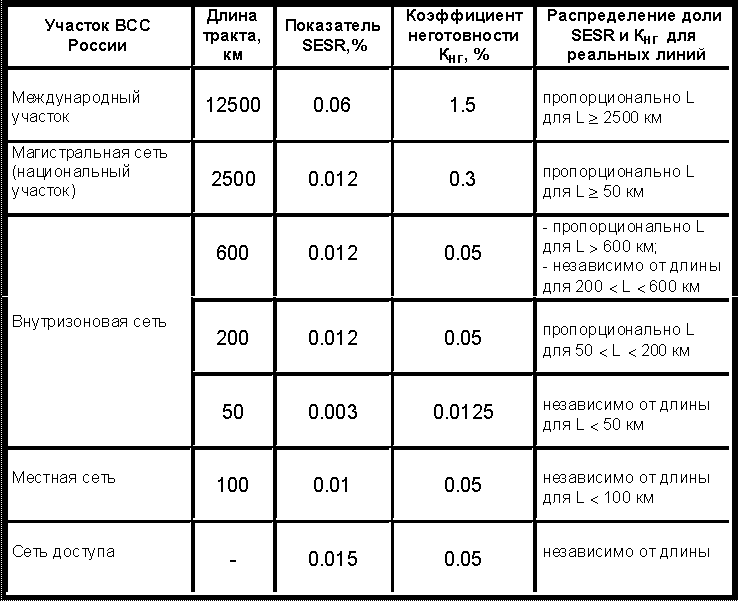 Участок ВСС
России
Длина
тракта,
км
Показатель
SESR,%
Коэффициент
неготовности
Кнг, %
Распределение доли
SESR и Кнг для
реальных линий
Международный
участок
12500
0.06
1.5
пропорционально L
для L ≥ 2500 км
Магистральная сеть
(национальный
участок)
2500
0.012
0.3
пропорционально L
для L ≥ 50 км
Внутризоновая сеть
600
0.012
0.05
- пропорционально L
для L > 600 км;
- независимо от длины
для 200 < L < 600 км
200
0.012
0.05
пропорционально L
для 50 < L < 200 км
50
0.003
0.0125
независимо от длины
для L < 50 км
Местная сеть
100
0.01
0.05
независимо от длины
для L < 100 км
Сеть доступа
-
0.015
0.05
независимо от длины